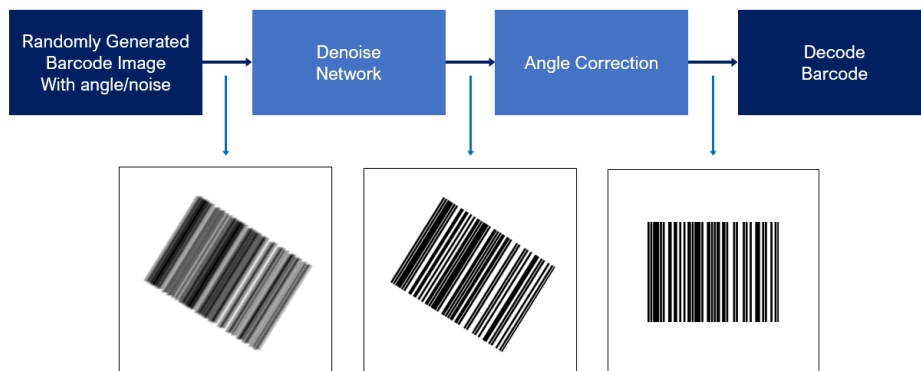 Randomly Generated
Barcode Image
With angle/noise
Denoise
Network
Angle Correction
Decode
Barcode